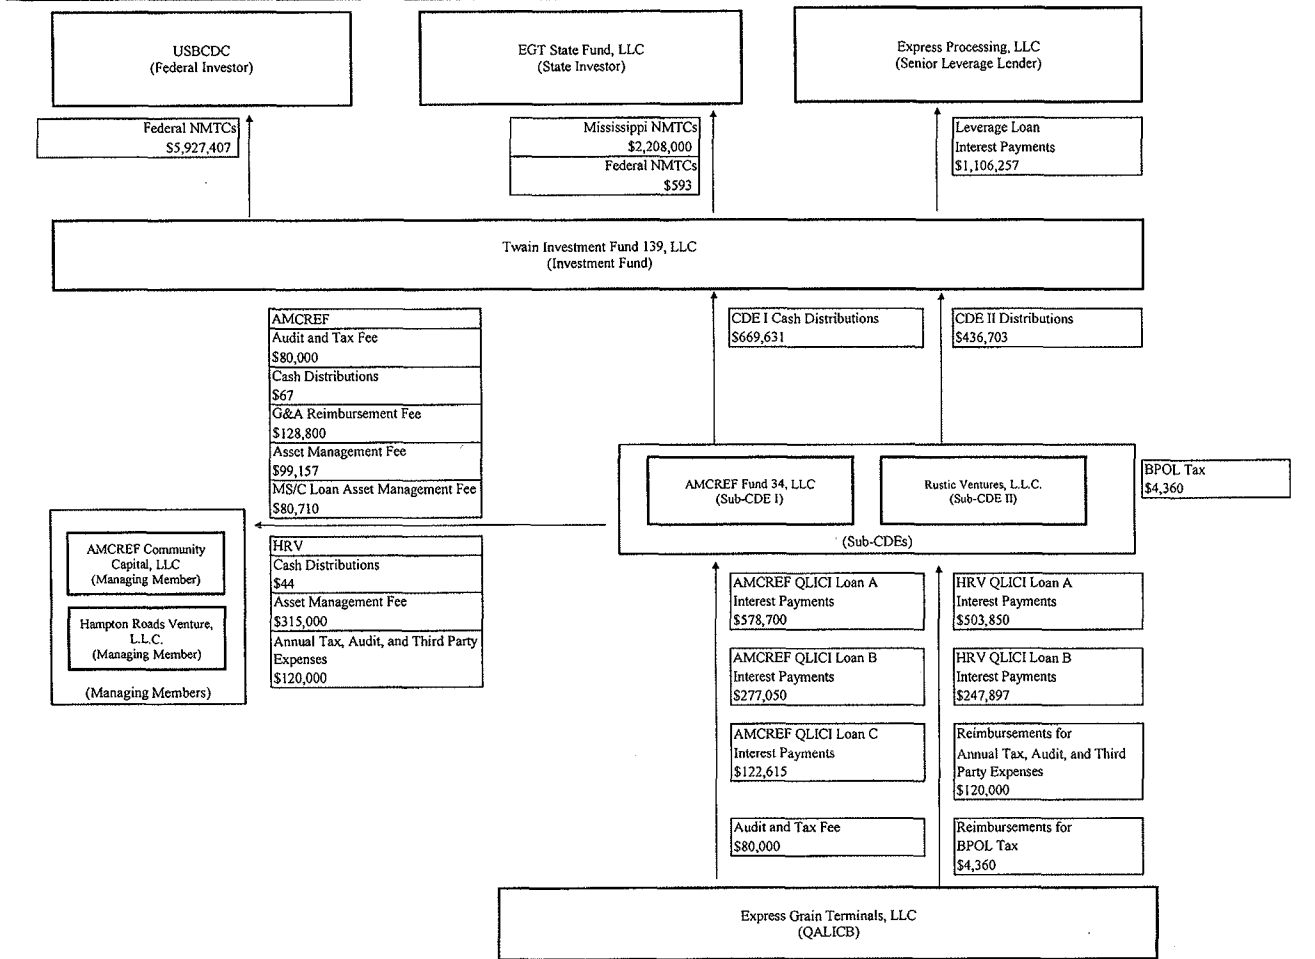 USBCDC
(Federal Investor)
EGT State Fund, LLC
(State Investor)
Express Processing, LLC
(Senior Leverage Lender)
Federal NMTCs
$5,927,407
Mississippi NMTCs
$2,208,000
Federal NMTCs
$593
Leverage Loan
Interest Payments
$1,106,257
Twain Investment Fund 139, LLC
(Investment Fund)
AMCREF
Audit and Tax Fee
$80,000
Cash Distributions
$67
G&A Reimbursement Fee
$128,800
Asset Management Fee
$99,157
MS/C Loan Asset Management Fee
$80,710
CDE I Cash Distributions
$669,631
CDE II Distributions
$436,703
AMCREF Fund 34, LLC
(Sub-CDE I)
Rustic Ventures, L.L.C.
(Sub-CDE II)
(Sub-CDEs)
BPOL Tax
$4,360
AMCREF Community
Capital, LLC
(Managing Member)
Hampton Roads Venture,
L.L.C.
(Managing Member)
(Managing Members)
HRV
Cash Distributions
$44
Asset Management Fee
$315,000
Annual Tax, Audit, and Third Party
Expenses
$120,000
AMCREF QLICI Loan A
Interest Payments
$578,700
HRV QLICI Loan A
Interest Payments
$503,850
AMCREF QLICI Loan B
Interest Payments
$277,050
HRV QLICI Loan B
Interest Payments
$247,897
AMCREF QLICI Loan C
Interest Payments
$122,615
Reimbursements for
Annual Tax, Audit, and Third
Party Expenses
$120,000
Audit and Tax Fee
$80,000
Reimbursements for
BPOL Tax
$4,360
Express Grain Terminals, LLC
(QALICB)